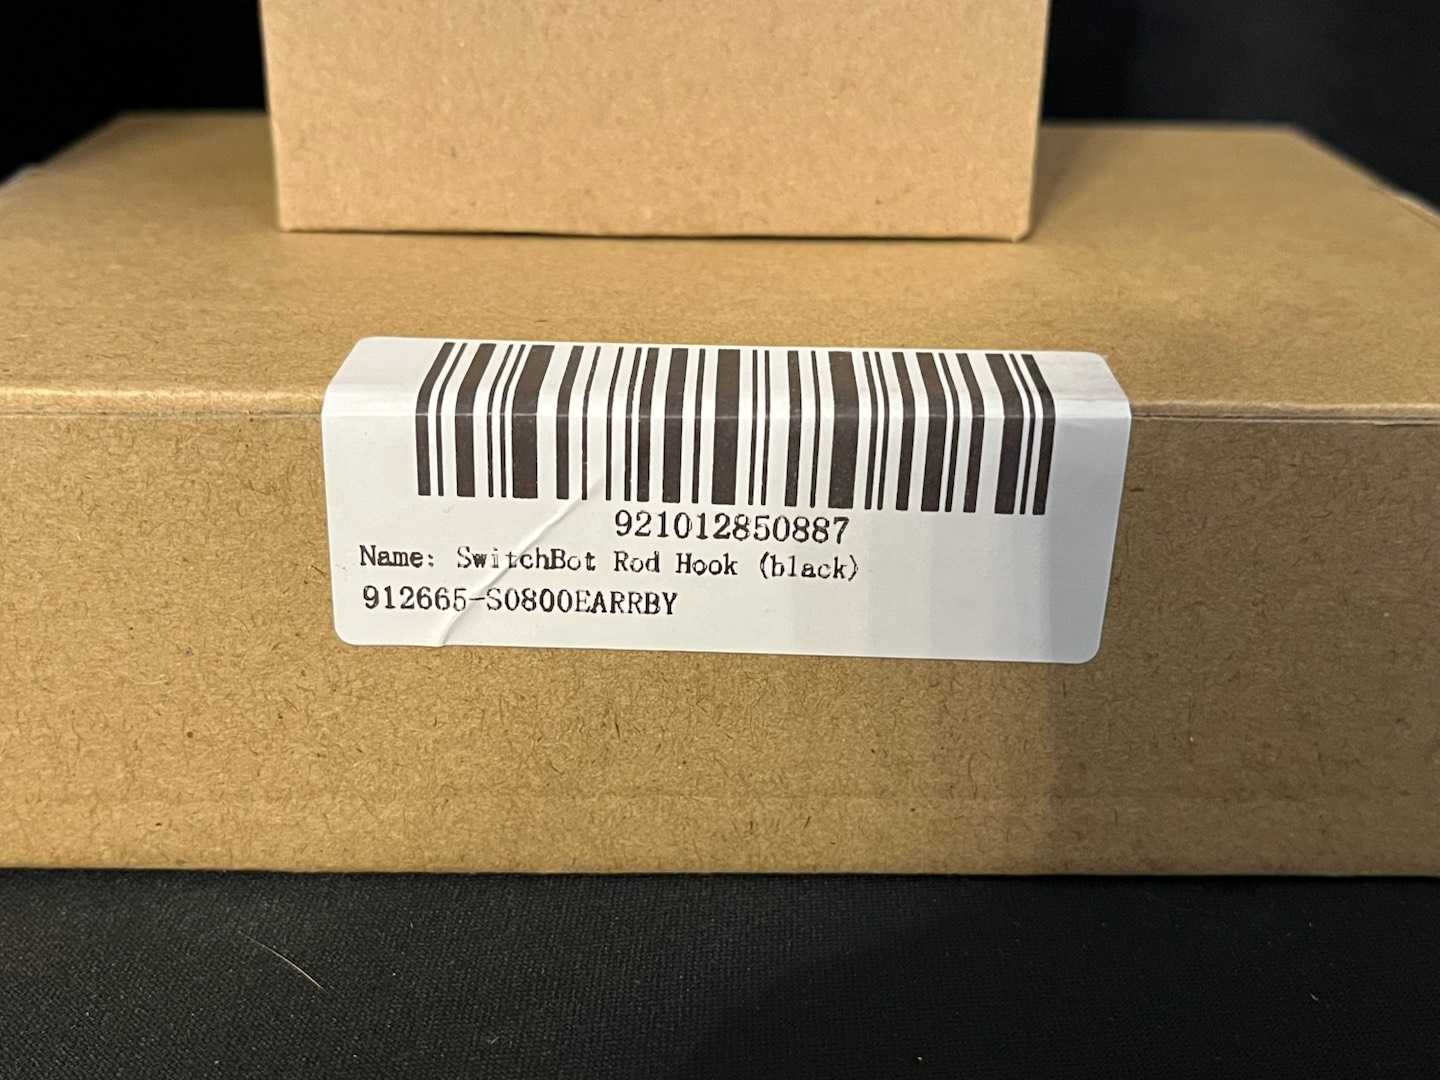 921012850887
Name: SwitchBot Rod Hook (black)
912665-S0800EARRBY